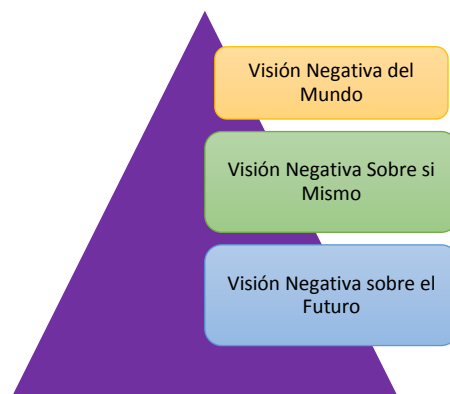 Visión Negativa del
Mundo
Visión Negativa Sobre si
Mismo
Visión Negativa sobre el
Futuro